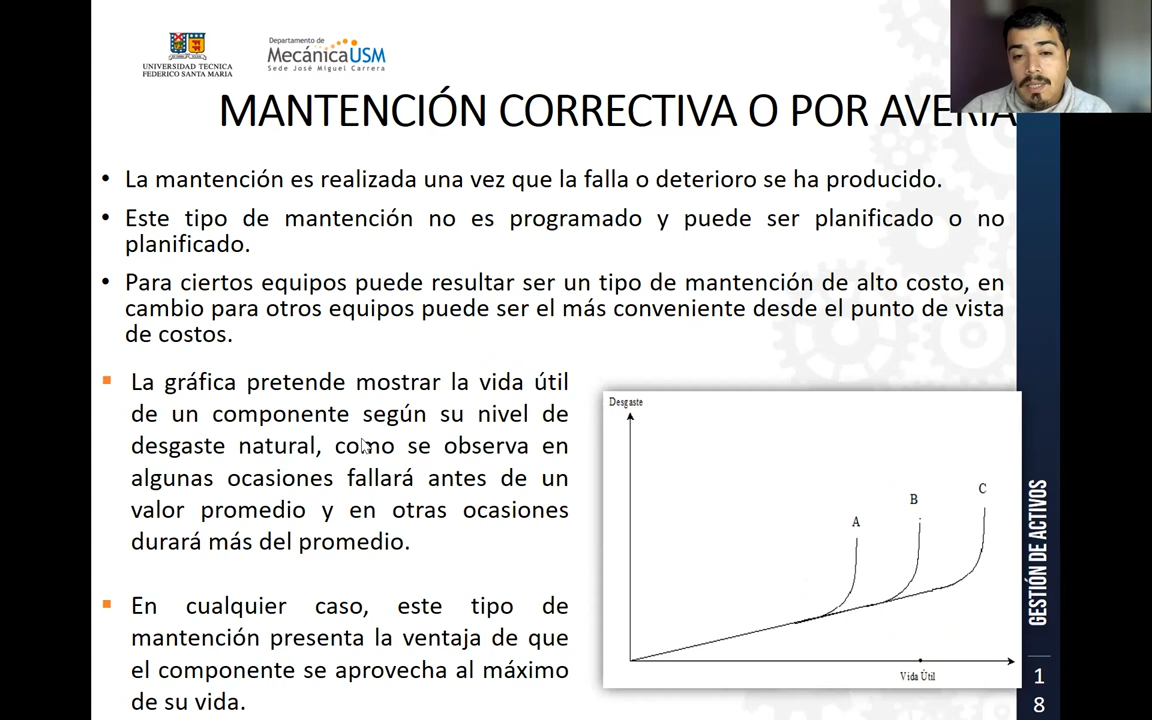 UNIVERSIDAD TECNICA
FEDERICO SANTA MARIA
Departamento de
MecánicaUSM
Sede José Miguel Carrera
MANTENCIÓN CORRECTIVA O POR AVERIA
• La mantención es realizada una vez que la falla o deterioro se ha producido.
• Este tipo de mantención no es programado y puede ser planificado o no
planificado.
• Para ciertos equipos puede resultar ser un tipo de mantención de alto costo, en
cambio para otros equipos puede ser el más conveniente desde el punto de vista
de costos.
La gráfica pretende mostrar la vida útil
de un componente según su nivel de
desgaste natural, como se observa en
algunas ocasiones fallará antes de un
valor promedio y en otras ocasiones
durará más del promedio.
En cualquier caso, este tipo de
mantención presenta la ventaja de que
el componente se aprovecha al máximo
de su vida.
Desgaste
A
B
C
Vida Útil
GESTIÓN DE ACTIVOS
1
8